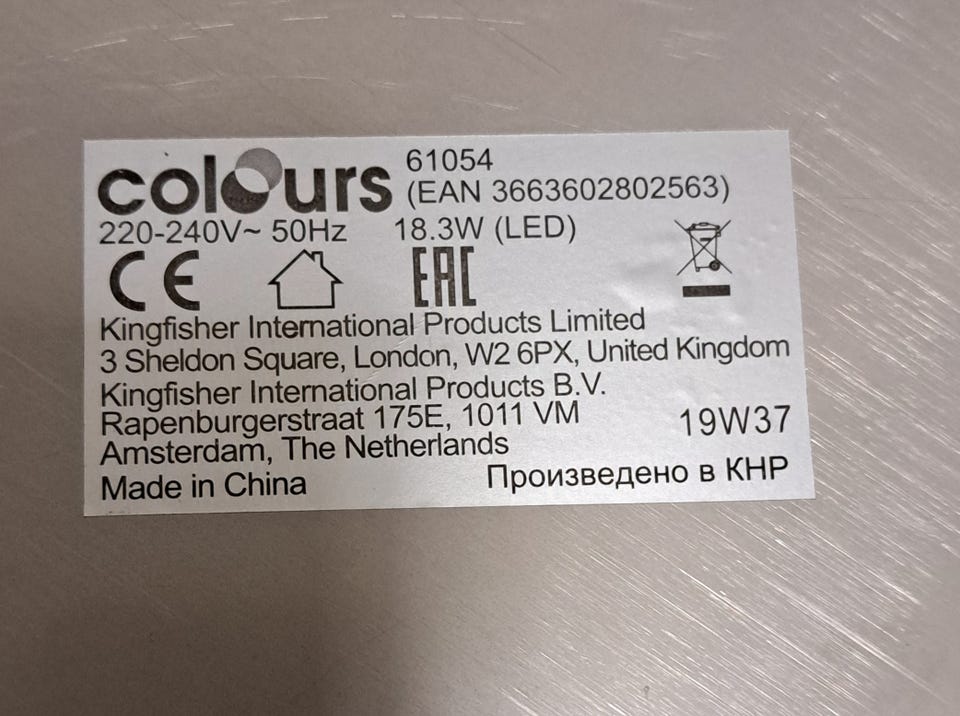 colours 61054
(EAN 3663602802563)
220-240V~ 50Hz 18.3W (LED)
CE EAC
Kingfisher International Products Limited
3 Sheldon Square, London, W2 6PX, United Kingdom
Kingfisher International Products B.V.
Rapenburgerstraat 175E, 1011 VM
Amsterdam, The Netherlands
19W37
Made in China
Произведено в КНР